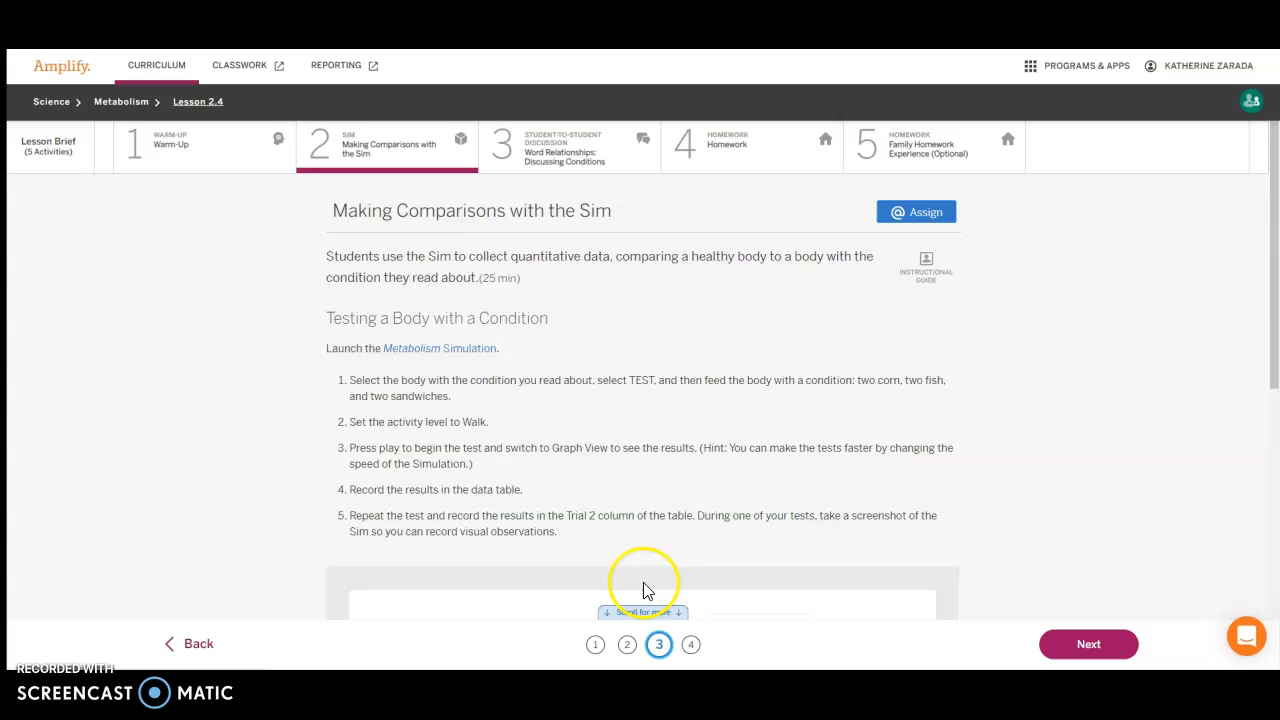 Amplify.
CURRICULUM
CLASSWORK
REPORTING
PROGRAMS & APPS
KATHERINE ZARADA
Science
Metabolism
Lesson 2.4
Lesson Brief
(5 Activities)
1
WARM-UP
Warm-Up
2
SIM
Making Comparisons with
the Sim
3
STUDENT-TO-STUDENT
DISCUSSION
Word Relationships:
Discussing Conditions
4
HOMEWORK
Homework
5
HOMEWORK
Family Homework
Experience (Optional)
Making Comparisons with the Sim
Assign
Students use the Sim to collect quantitative data, comparing a healthy body to a body with the
condition they read about.(25 min)
INSTRUCTIONAL
GUIDE
Testing a Body with a Condition
Launch the Metabolism Simulation.
1. Select the body with the condition you read about, select TEST, and then feed the body with a condition: two corn, two fish,
and two sandwiches.
2. Set the activity level to Walk.
3. Press play to begin the test and switch to Graph View to see the results. (Hint: You can make the tests faster by changing the
speed of the Simulation.)
4. Record the results in the data table.
5. Repeat the test and record the results in the Trial 2 column of the table. During one of your tests, take a screenshot of the
Sim so you can record visual observations.
Scroll for more
Back
1 2 3 4
Next
RECORDED WITH
SCREENCAST MATIC